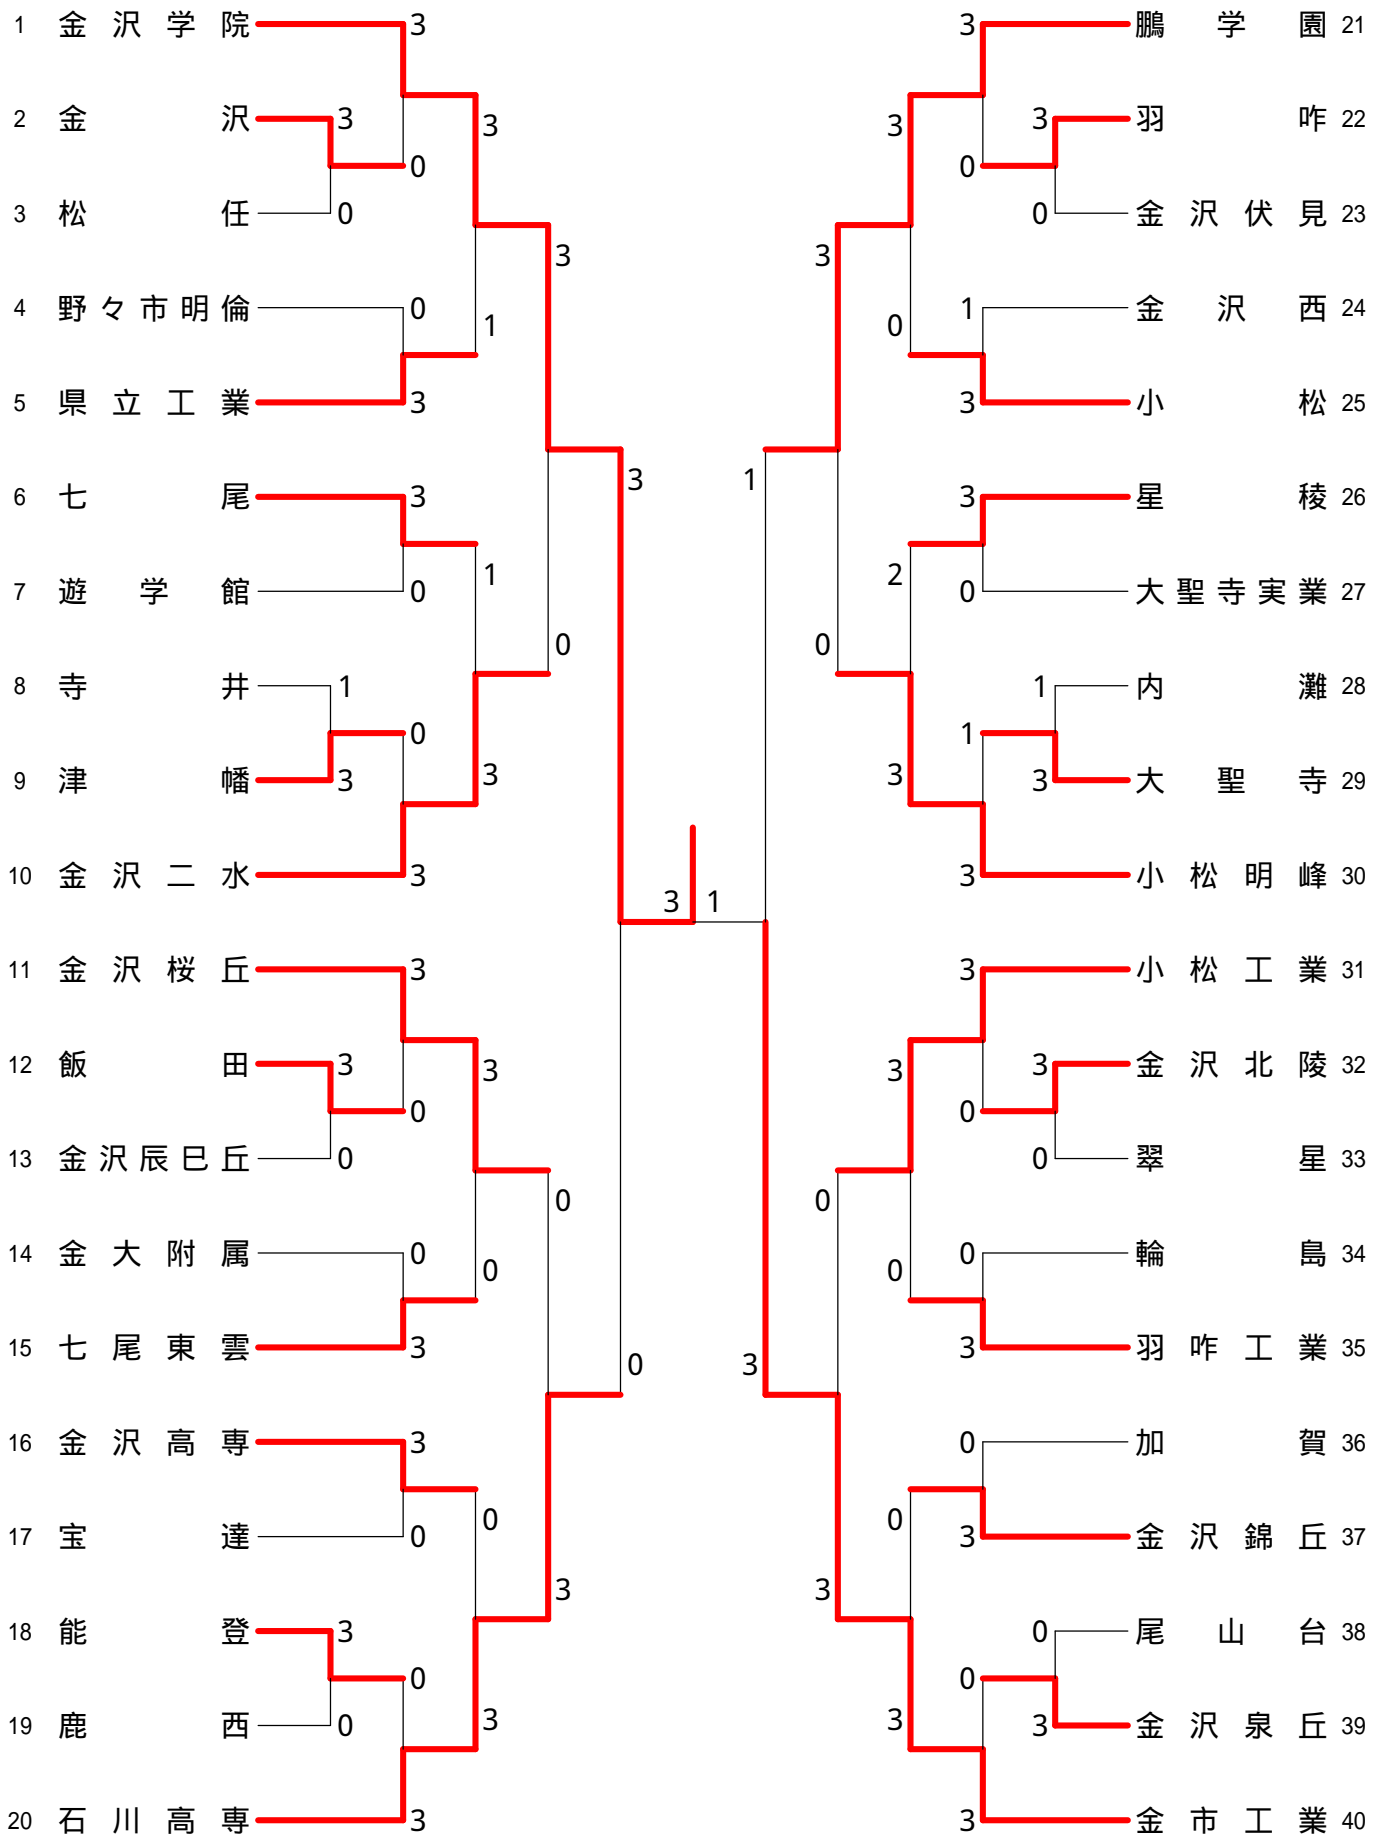 1 金沢学院 3 3 鵬学園 21
2 金沢 3 3 3 3 羽咋 22
0 0
3 松任 0 0 金沢伏見 23
3 3
4 野々市明倫 0 1 0 1 金沢西 24
5 県立工業 3 3 小松 25
3 1
6 七尾 3 3 星稜 26
1 2
7 遊学館 0 0 大聖寺実業 27
0 0
8 寺井 1 1 内灘 28
0 1
9 津幡 3 3 3 3 大聖寺 29
10 金沢二水 3 3 小松明峰 30
3 1
11 金沢桜丘 3 3 小松工業 31
12 飯田 3 3 3 3 金沢北陵 32
0 0
13 金沢辰巳丘 0 0 翠星 33
0 0
14 金大附属 0 0 0 0 輪島 34
15 七尾東雲 3 3 羽咋工業 35
0 3
16 金沢高専 3 0 加賀 36
0 0
17 宝達 0 3 金沢錦丘 37
3 3
18 能登 3 0 尾山台 38
0 0
19 鹿西 0 3 3 3 金沢泉丘 39
20 石川高専 3 3 金市工業 40